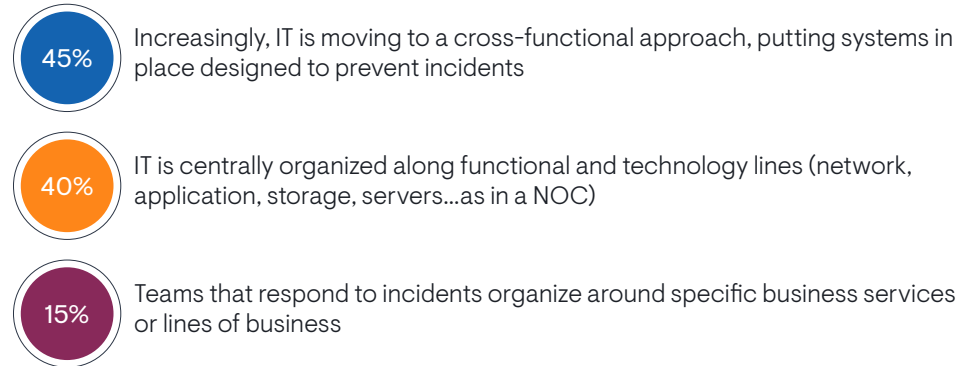 45%
Increasingly, IT is moving to a cross-functional approach, putting systems in
place designed to prevent incidents
40%
IT is centrally organized along functional and technology lines (network,
application, storage, servers...as in a NOC)
15%
Teams that respond to incidents organize around specific business services
or lines of business